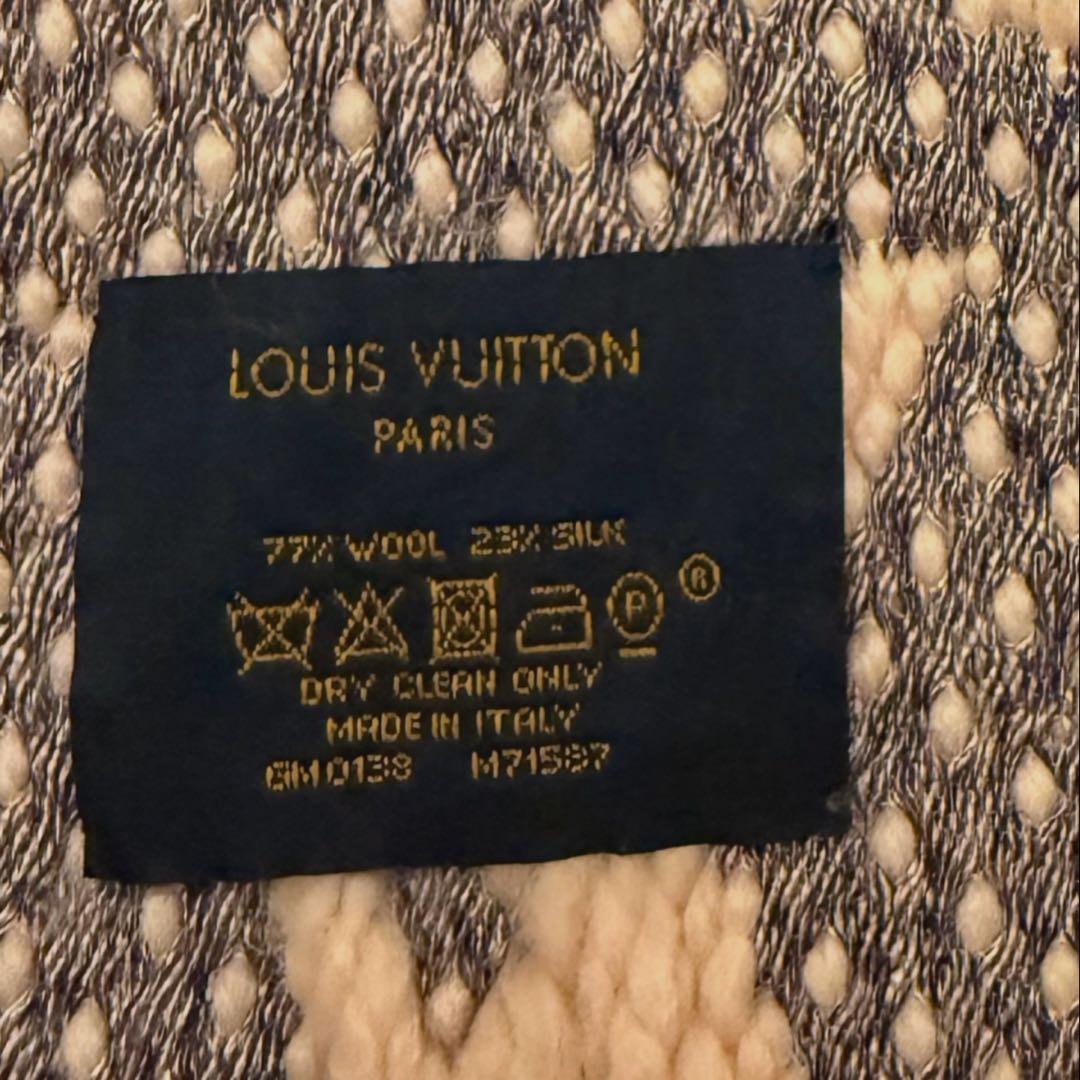 LOUIS VUITTON
PARIS
77% WOOL 23% SILK
P ®
DRY CLEAN ONLY
MADE IN ITALY
GM0138 M71587